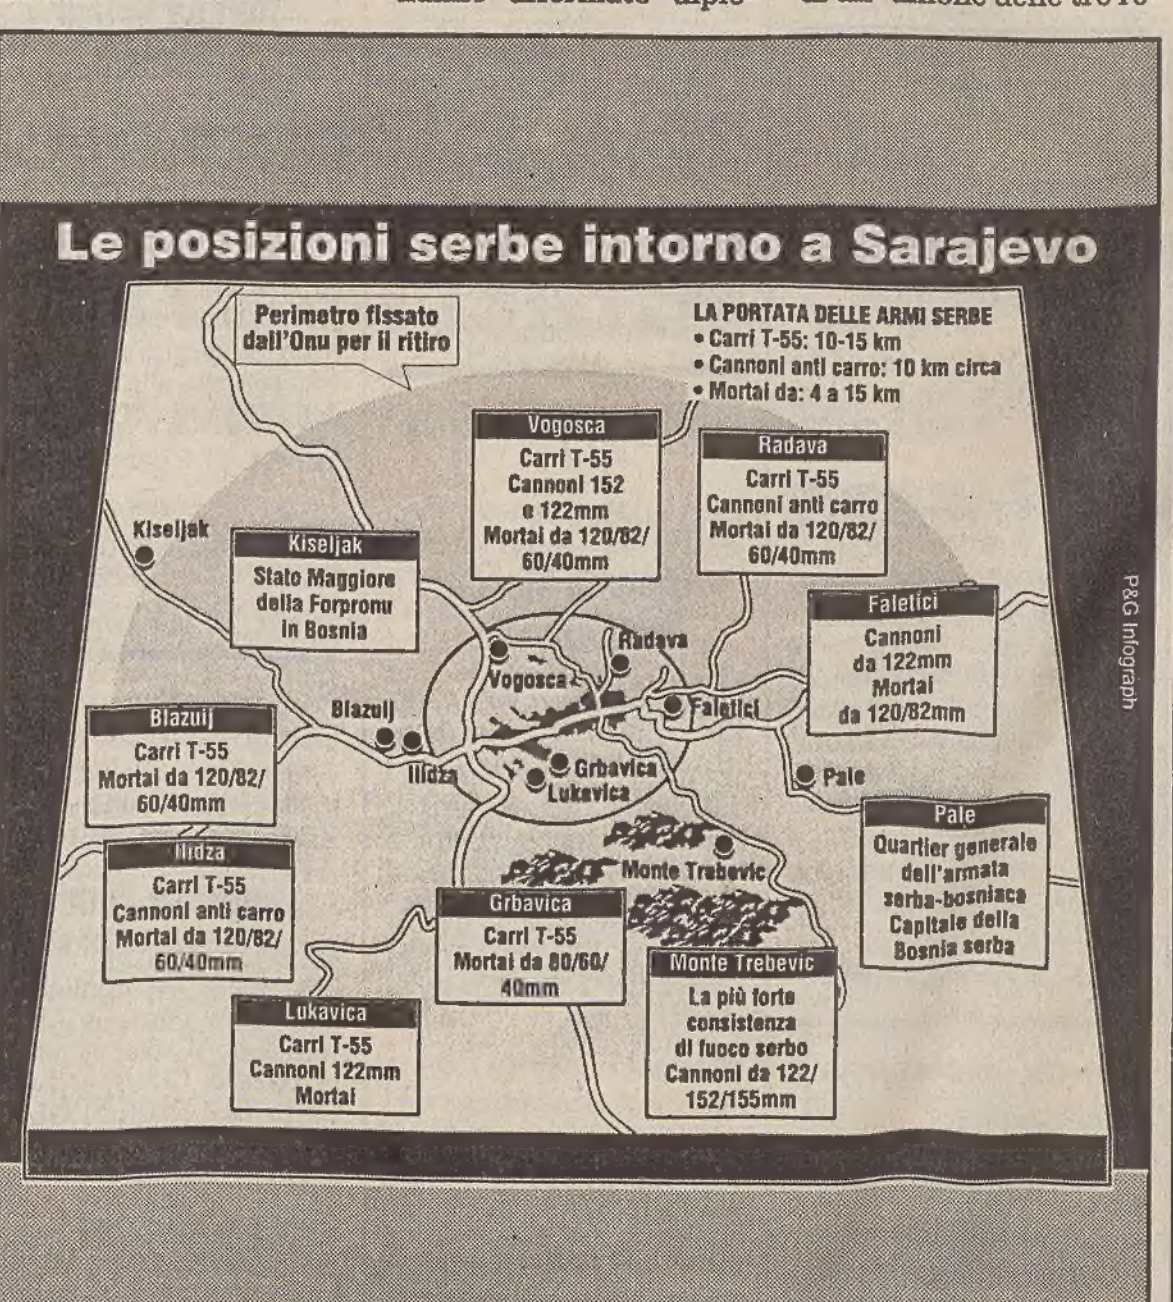 Le posizioni serbe intorno a Sarajevo
Perimetro fissato
dall'Onu per il ritiro
LA PORTATA DELLE ARMI SERBE
• Carri T-55: 10-15 km
• Cannoni anti carro: 10 km circa
• Mortai da: 4 a 15 km
Vogosca
Carri T-55
Cannoni 152
e 122mm
Mortai da 120/82/
60/40mm
Radava
Carri T-55
Cannoni anti carro
Mortai da 120/82/
60/40mm
Kiseljak
Kiseljak
Stato Maggiore
della Forpronu
in Bosnia
Faletici
Cannoni
da 122mm
Mortai
da 120/82mm
P&G Infograph
Radava
Vogosca
Faletici
Blazuij
Ilidza
Grbavica
Lukavica
Pale
Monte Trebevic
Blazuij
Carri T-55
Mortai da 120/82/
60/40mm
Ilidza
Carri T-55
Cannoni anti carro
Mortai da 120/82/
60/40mm
Pale
Quartier generale
dell'armata
serba-bosniaca
Capitale della
Bosnia serba
Grbavica
Carri T-55
Mortai da 80/60/
40mm
Monte Trebevic
La più forte
consistenza
di fuoco serbo
Cannoni da 122/
152/155mm
Lukavica
Carri T-55
Cannoni 122mm
Mortai